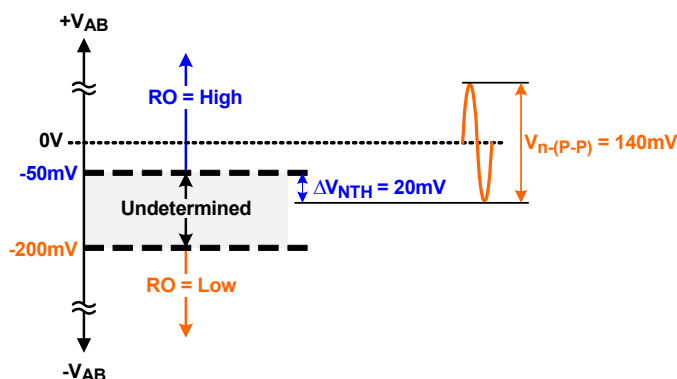 +VAB
RO = High
0V
Vn-(P-P) = 140mV
-50mV
ΔVNTH = 20mV
Undetermined
-200mV
RO = Low
-VAB